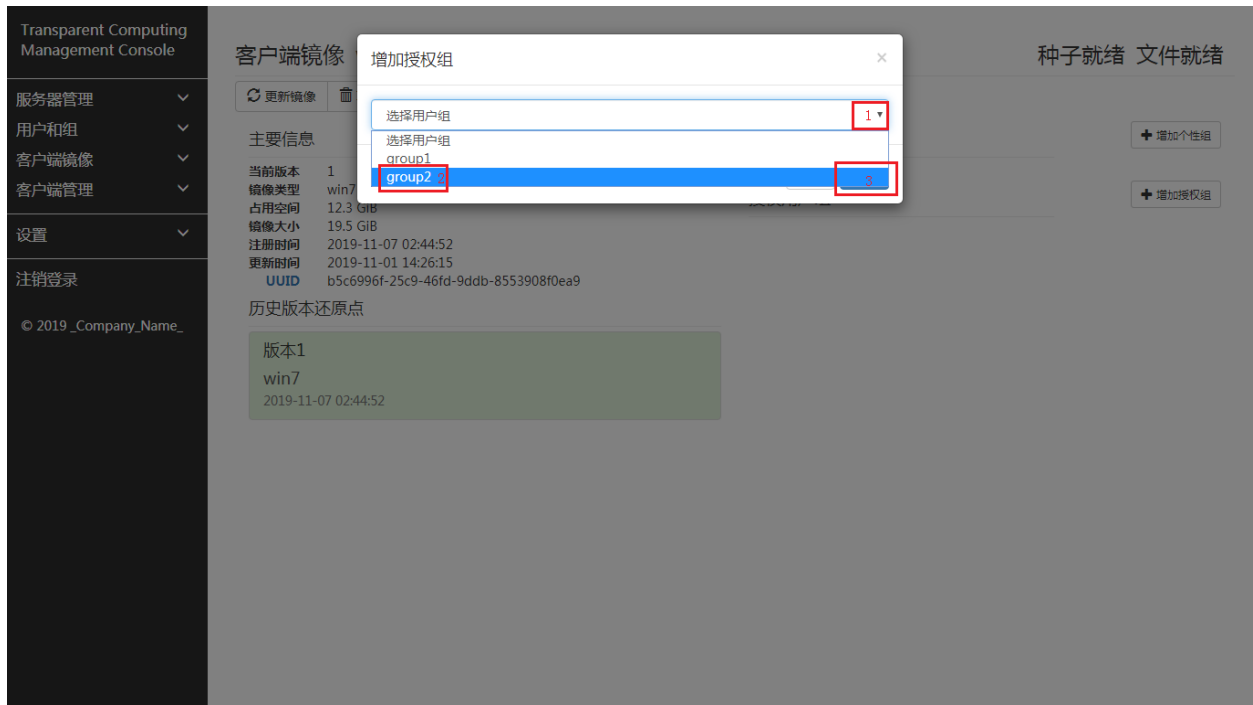 Transparent Computing
Management Console
服务器管理
用户和组
客户端镜像
客户端管理
设置
注销登录
© 2019 _Company_Name_
客户端镜像
种子就绪 文件就绪
更新镜像
增加授权组
×
选择用户组
1
选择用户组
group1
group2
2
3
主要信息
当前版本 1
镜像类型 win7
占用空间 12.3 GiB
镜像大小 19.5 GiB
注册时间 2019-11-07 02:44:52
更新时间 2019-11-01 14:26:15
UUID b5c6996f-25c9-46fd-9ddb-8553908f0ea9
历史版本还原点
版本1
win7
2019-11-07 02:44:52
增加个性组
增加授权组